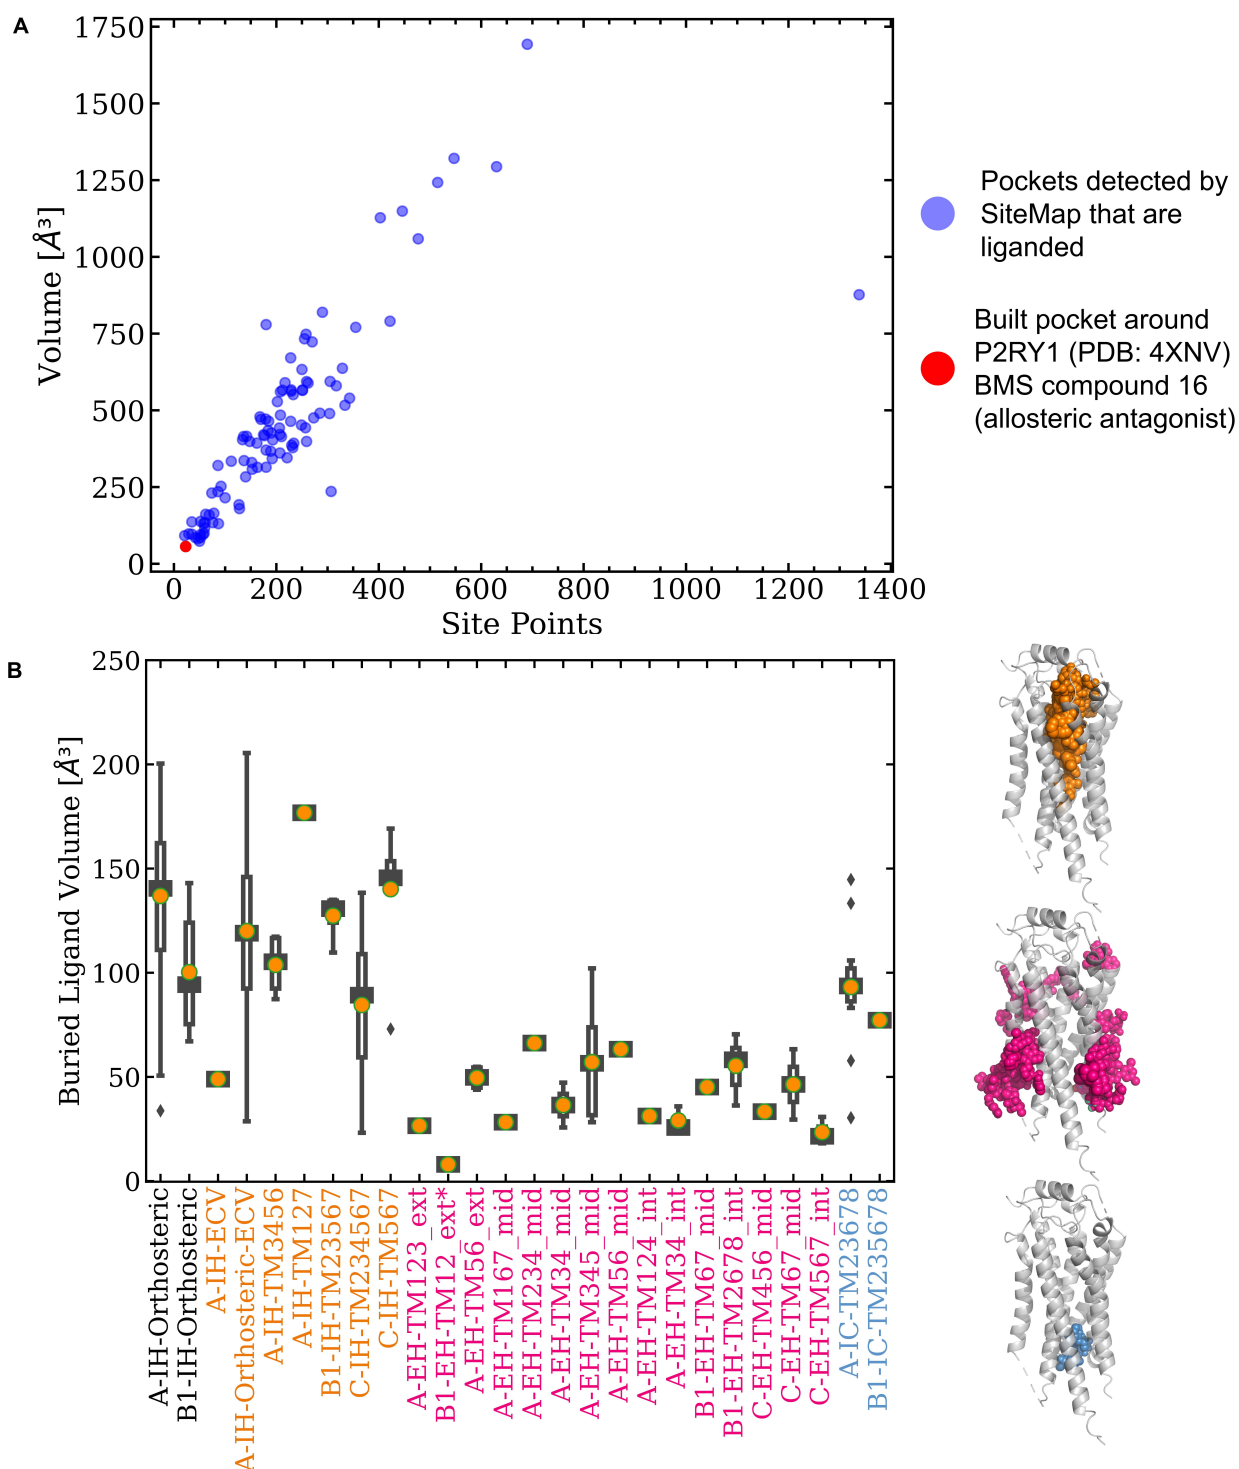 A
1750
1500
1250
1000
750
500
250
0
Volume [Å³]
0 200 400 600 800 1000 1200 1400
Site Points
Pockets detected by
SiteMap that are
liganded
Built pocket around
P2RY1 (PDB: 4XNV)
BMS compound 16
(allosteric antagonist)
B
250
200
150
100
50
0
Buried Ligand Volume [Å³]
A-IH-Orthosteric
B1-IH-Orthosteric
A-IH-ECV
A-IH-Orthosteric-ECV
A-IH-TM3456
A-IH-TM127
B1-IH-TM23567
C-IH-TM234567
C-IH-TM567
A-EH-TM123_ext
B1-EH-TM12_ext*
A-EH-TM56_ext
A-EH-TM167_mid
A-EH-TM234_mid
A-EH-TM34_mid
A-EH-TM345_mid
A-EH-TM56_mid
A-EH-TM124_int
A-EH-TM34_int
B1-EH-TM67_mid
B1-EH-TM2678_int
C-EH-TM456_mid
C-EH-TM67_mid
C-EH-TM567_int
A-IC-TM23678
B1-IC-TM235678